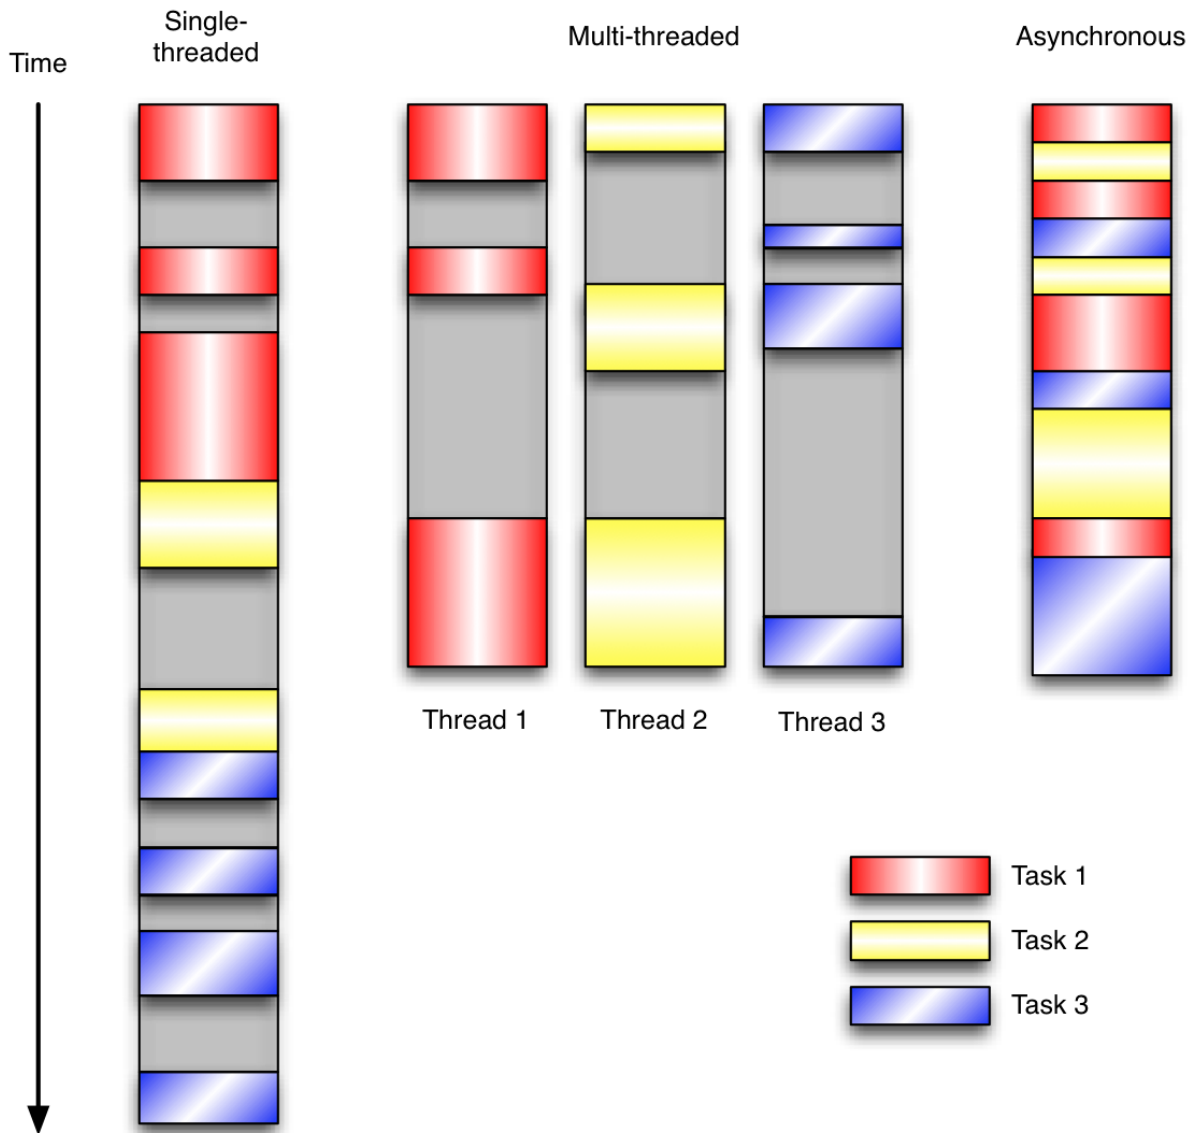 Time
Single-
threaded
Multi-threaded
Asynchronous
Thread 1
Thread 2
Thread 3
Task 1
Task 2
Task 3